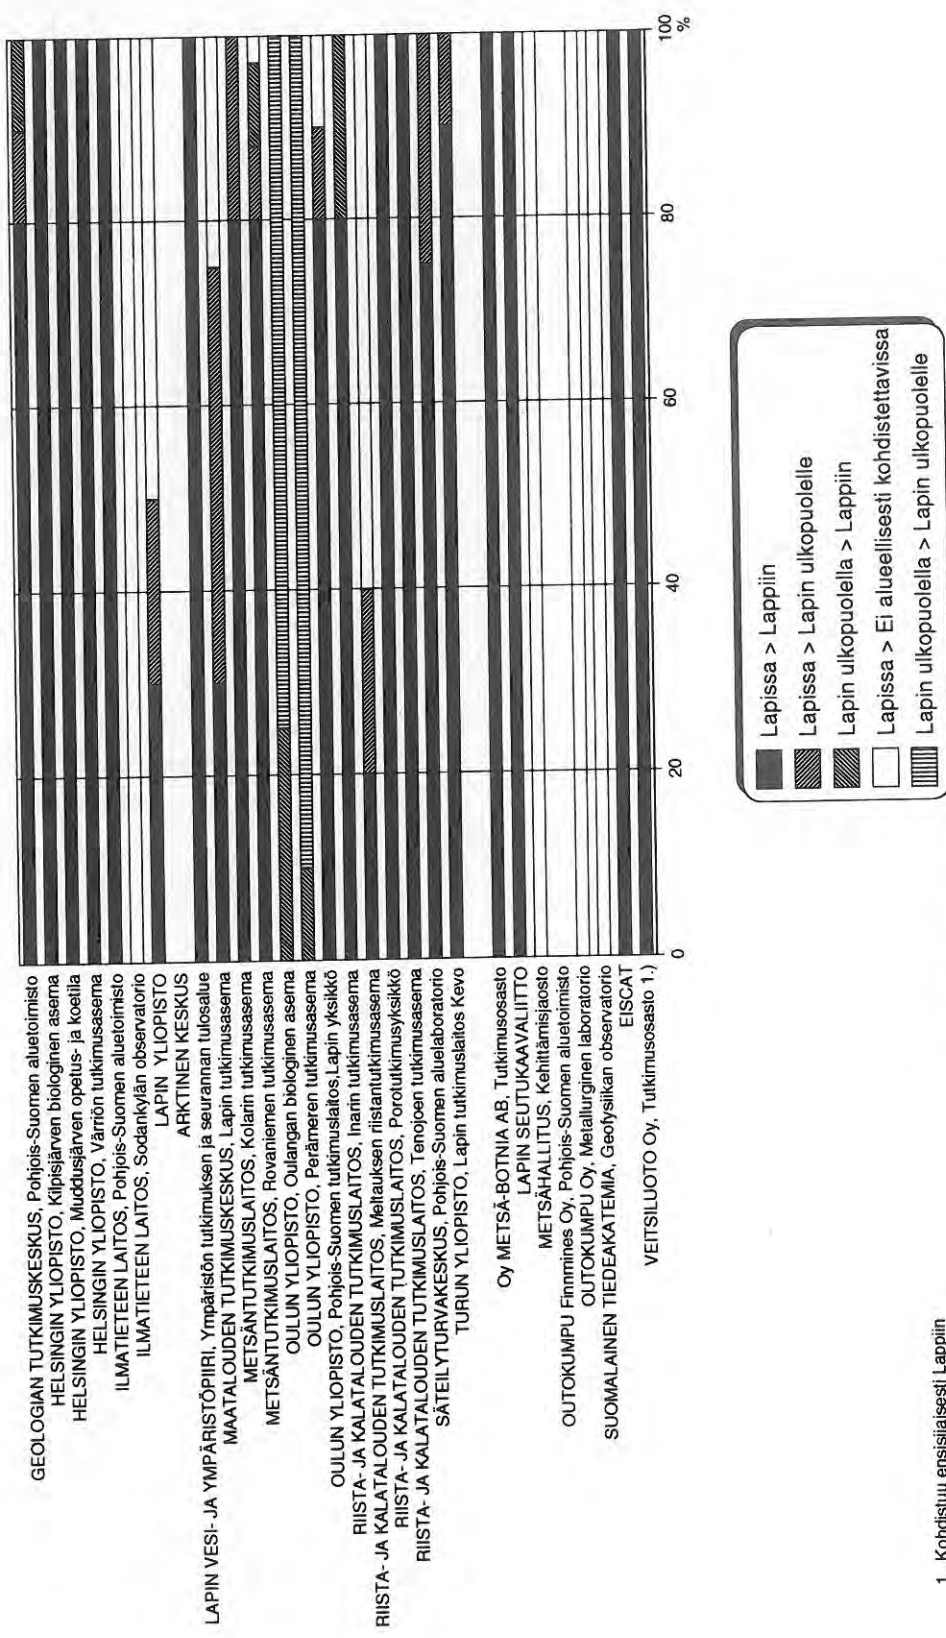 GEOLOGIAN TUTKIMUSKESKUS, Pohjois-Suomen aluetoimisto
HELSINGIN YLIOPISTO, Kilpisjärven biologinen asema
HELSINGIN YLIOPISTO, Muddusjärven opetus- ja koetila
HELSINGIN YLIOPISTO, Värriön tutkimusasema
ILMATIETEEN LAITOS, Pohjois-Suomen aluetoimisto
ILMATIETEEN LAITOS, Sodankylän observatorio
LAPIN YLIOPISTO
ARKTINEN KESKUS
LAPIN VESI- JA YMPÄRISTÖPIIRI, Ympäristön tutkimuksen ja seurannan tulosalue
MAATALOUDEN TUTKIMUSKESKUS, Lapin tutkimusasema
METSÄNTUTKIMUSLAITOS, Kolarin tutkimusasema
METSÄNTUTKIMUSLAITOS, Rovaniemen tutkimusasema
OULUN YLIOPISTO, Oulangan biologinen asema
OULUN YLIOPISTO, Perämeren tutkimusasema
OULUN YLIOPISTO, Pohjois-Suomen tutkimuslaitos,Lapin yksikkö
RIISTA- JA KALATALOUDEN TUTKIMUSLAITOS, Inarin tutkimusasema
RIISTA- JA KALATALOUDEN TUTKIMUSLAITOS, Meltauksen riistantutkimusasema
RIISTA- JA KALATALOUDEN TUTKIMUSLAITOS, Porotutkimusyksikkö
RIISTA- JA KALATALOUDEN TUTKIMUSLAITOS, Tenojoen tutkimusasema
SÄTEILYTURVAKESKUS, Pohjois-Suomen aluelaboratorio
TURUN YLIOPISTO, Lapin tutkimuslaitos Kevo
Oy METSÄ-BOTNIA AB, Tutkimusosasto
LAPIN SEUTUKAAVALIITTO
METSÄHALLITUS, Kehittämisjaosto
OUTOKUMPU Finnmines Oy, Pohjois-Suomen aluetoimisto
OUTOKUMPU Oy, Metallurginen laboratorio
SUOMALAINEN TIEDEAKATEMIA, Geofysiikan observatorio
EISCAT
VEITSILUOTO Oy, Tutkimusosasto 1.)
0
20
40
60
80
100
%
Lapissa > Lappiin
Lapissa > Lapin ulkopuolelle
Lapin ulkopuolella > Lappiin
Lapissa > Ei alueellisesti kohdistettavissa
Lapin ulkopuolella > Lapin ulkopuolelle
1. Kohdistuu ensisijaisesti Lappiin